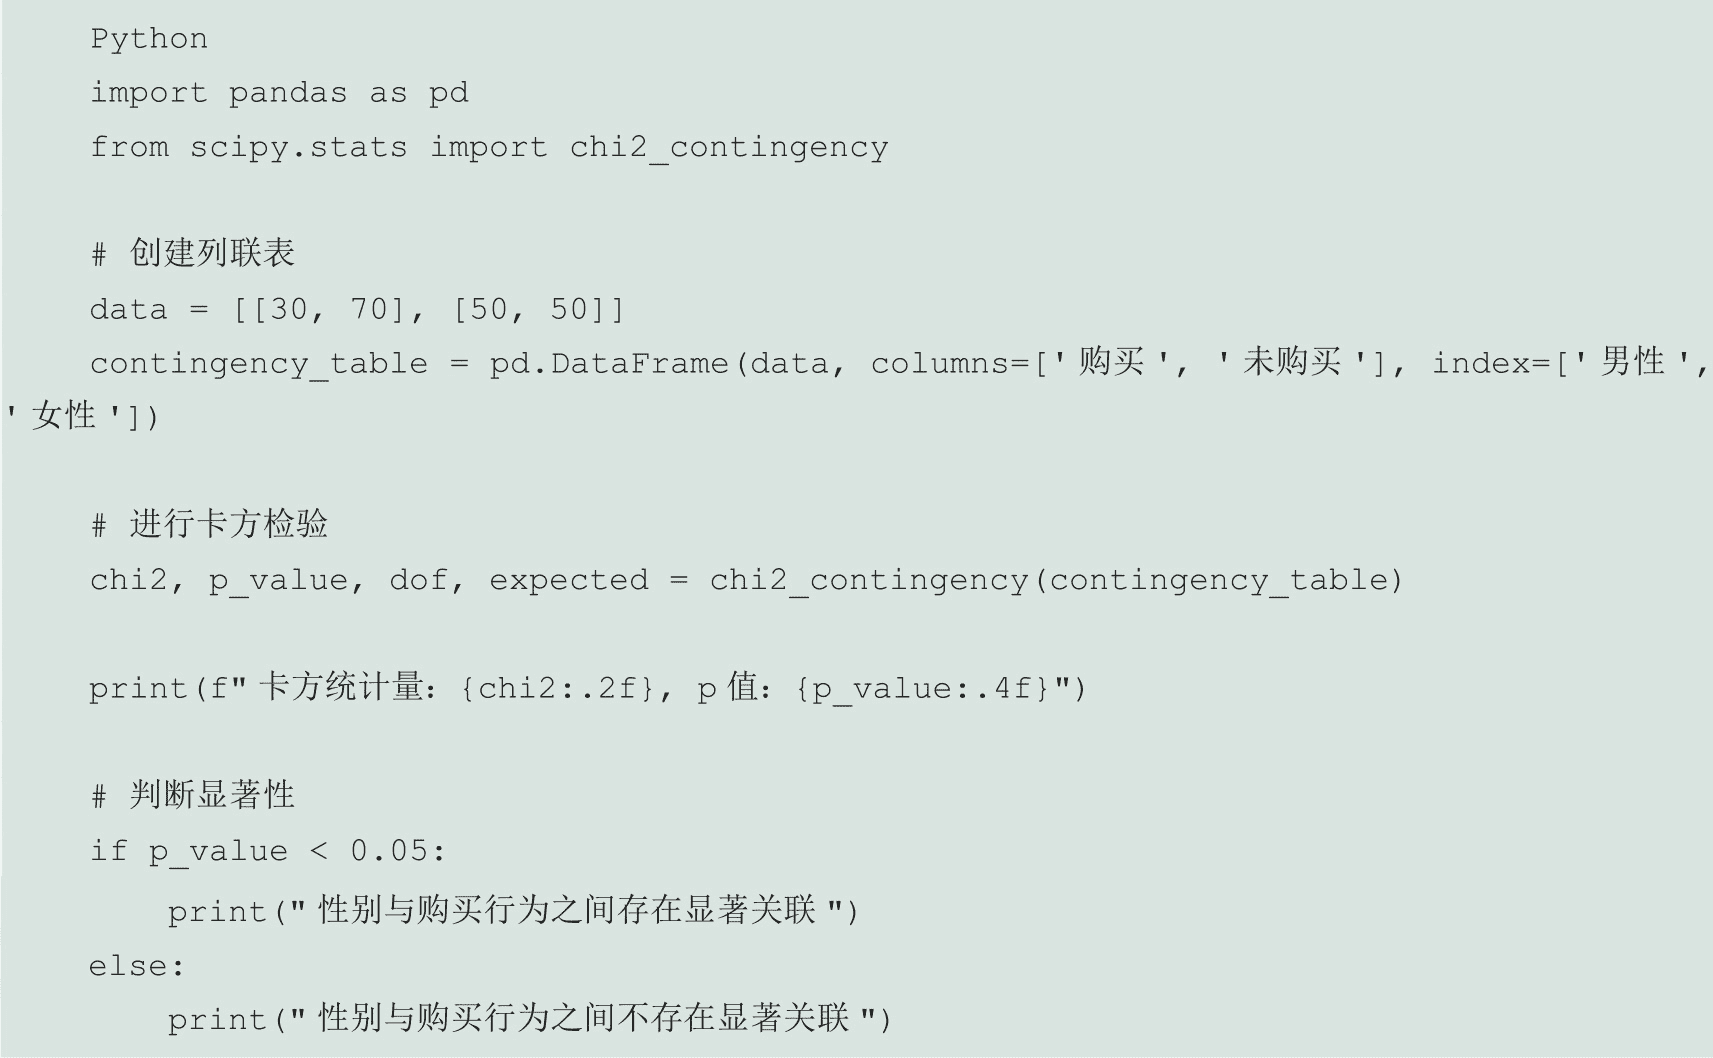 Python
import pandas as pd
from scipy.stats import chi2_contingency
# 创建列联表
data = [[30, 70], [50, 50]]
contingency_table = pd.DataFrame(data, columns=['购买', '未购买'], index=['男性',
'女性'])
# 进行卡方检验
chi2, p_value, dof, expected = chi2_contingency(contingency_table)
print(f"卡方统计量：{chi2:.2f}, p值：{p_value:.4f}")
# 判断显著性
if p_value < 0.05:
    print("性别与购买行为之间存在显著关联")
else:
    print("性别与购买行为之间不存在显著关联")